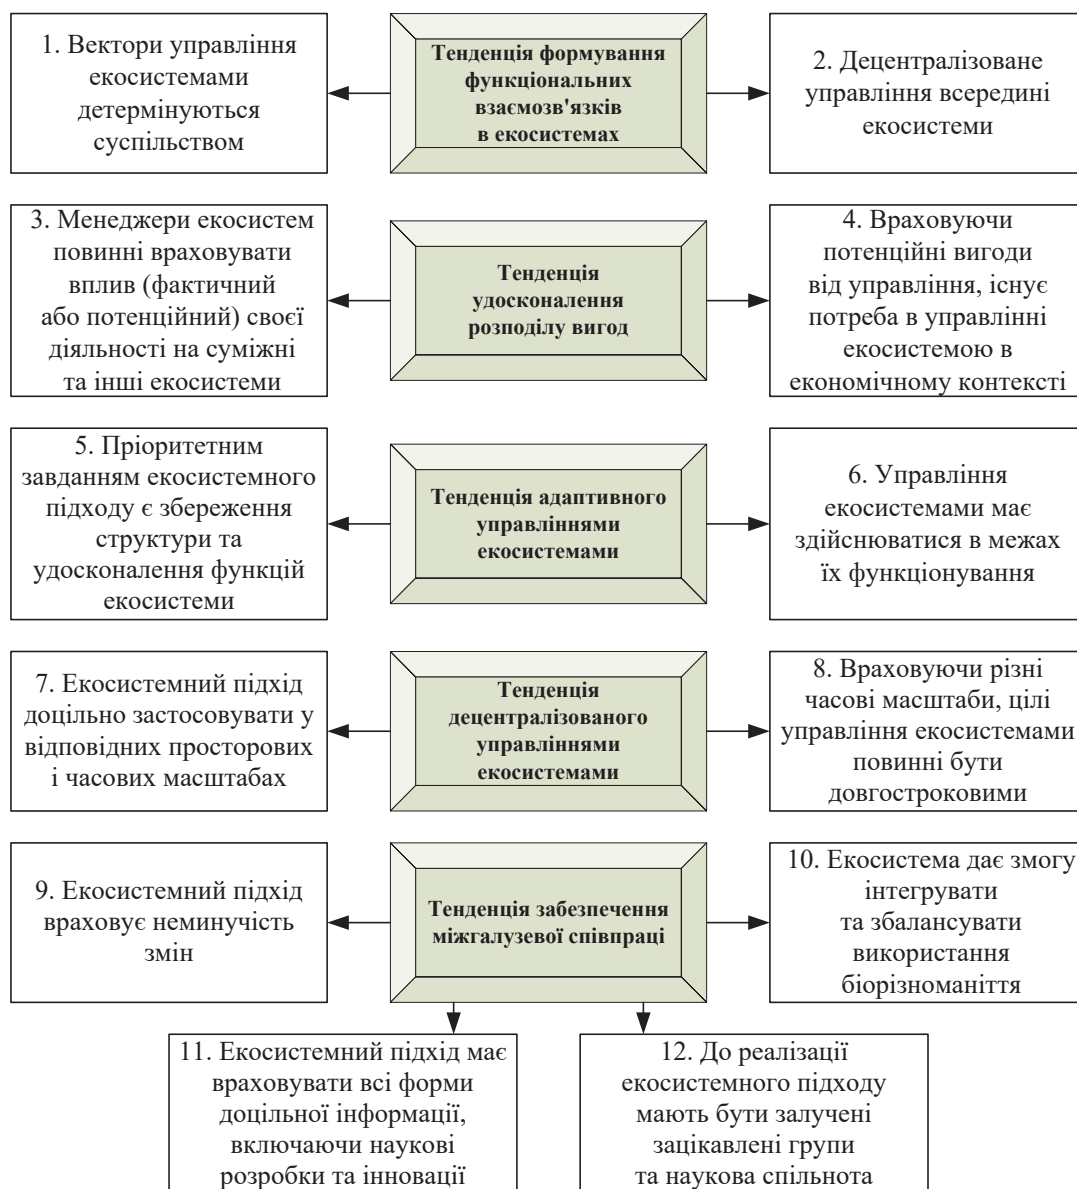 1. Вектори управління
екосистемами
детермінуються
суспільством
Тенденція формування
функціональних
взаємозв'язків
в екосистемах
2. Децентралізоване
управління всередині
екосистеми
3. Менеджери екосистем
повинні враховувати
вплив (фактичний
або потенційний) своєї
діяльності на суміжні
та інші екосистеми
Тенденція
удосконалення
розподілу вигод
4. Враховуючи
потенційні вигоди
від управління, існує
потреба в управлінні
екосистемою в
економічному контексті
5. Пріоритетним
завданням екосистемного
підходу є збереження
структури та
удосконалення функцій
екосистеми
Тенденція адаптивного
управліннями
екосистемами
6. Управління
екосистемами має
здійснюватися в межах
їх функціонування
7. Екосистемний підхід
доцільно застосовувати у
відповідних просторових
і часових масштабах
Тенденція
децентралізованого
управліннями
екосистемами
8. Враховуючи різні
часові масштаби, цілі
управління екосистемами
повинні бути
довгостроковими
9. Екосистемний підхід
враховує неминучість
змін
Тенденція забезпечення
міжгалузевої співпраці
10. Екосистема дає змогу
інтегрувати
та збалансувати
використання
біорізноманіття
11. Екосистемний підхід має
враховувати всі форми
доцільної інформації,
включаючи наукові
розробки та інновації
12. До реалізації
екосистемного підходу
мають бути залучені
зацікавлені групи
та наукова спільнота